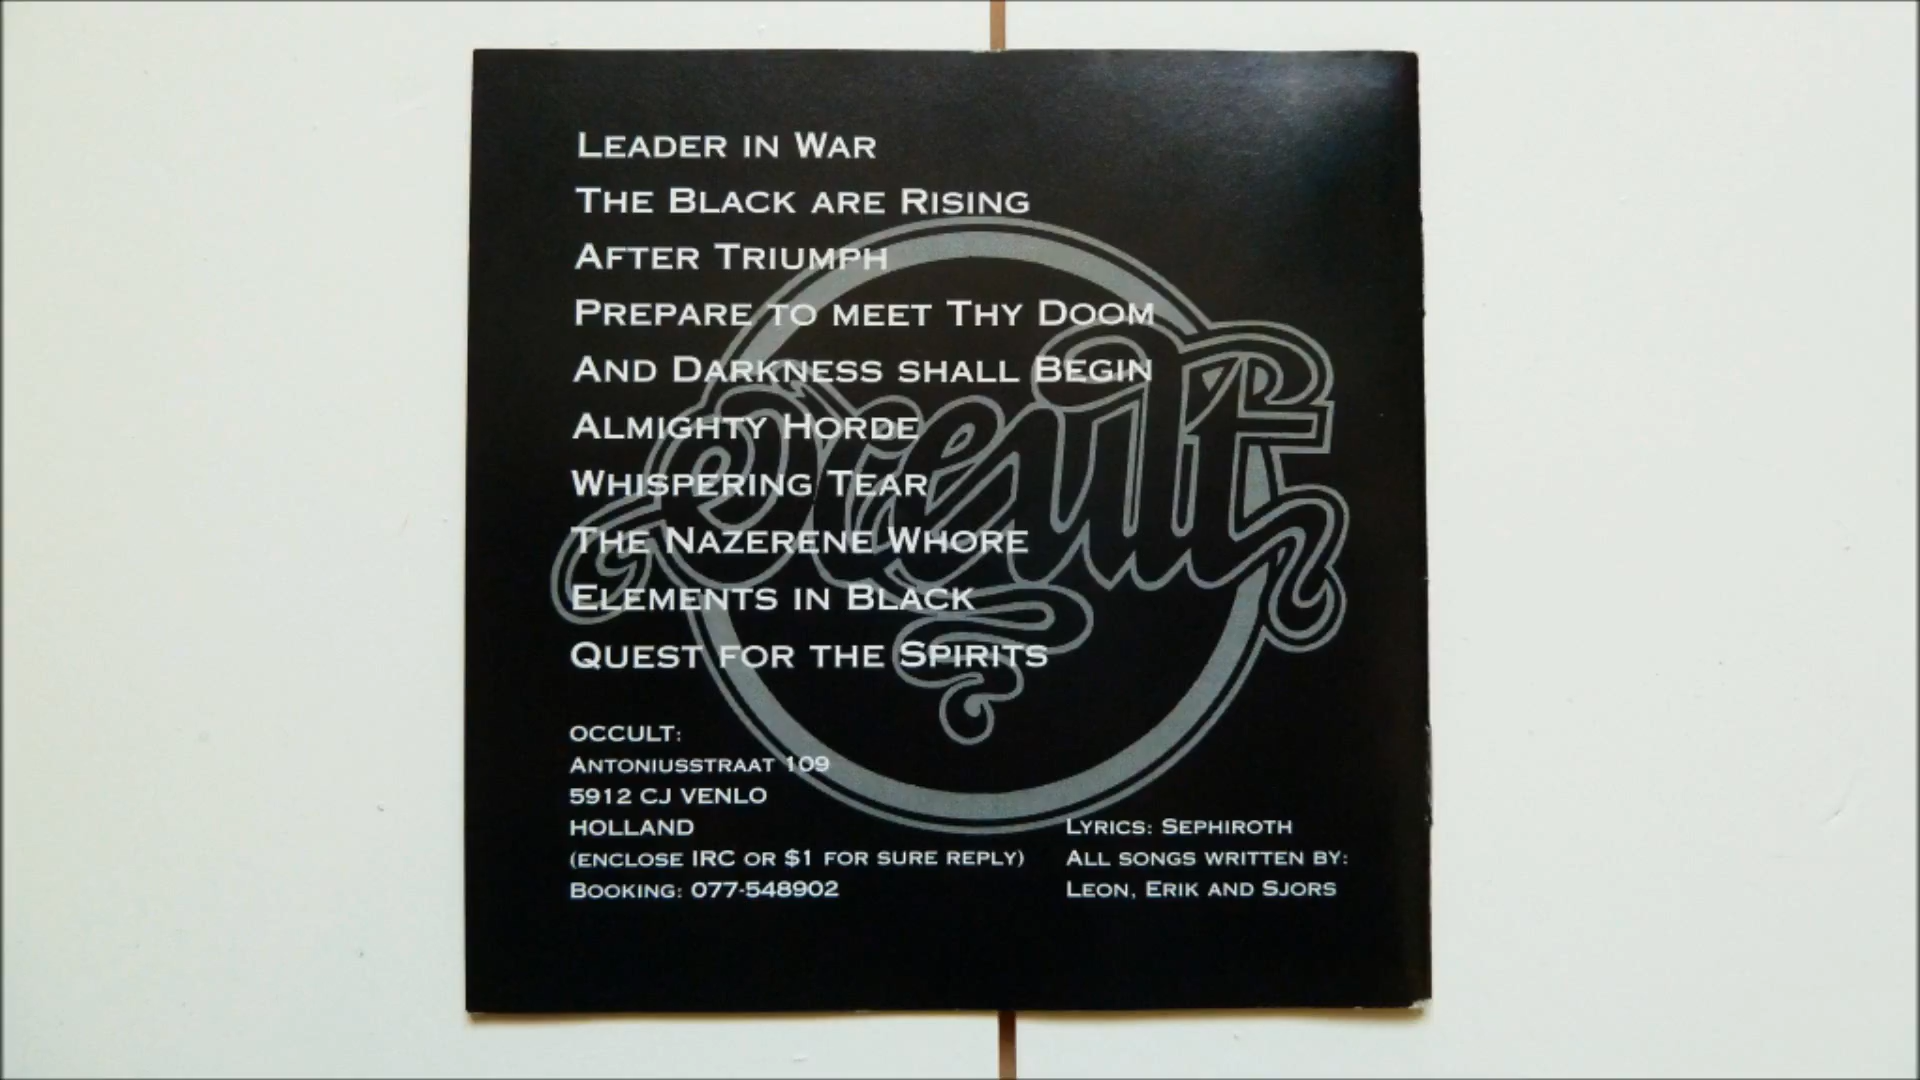 Leader in War
The Black are Rising
After Triumph
Prepare to meet Thy Doom
And Darkness shall Begin
Almighty Horde
Whispering Tear
The Nazerene Whore
Elements in Black
Quest for the Spirits
Occult
OCCULT:
Antoniusstraat 109
5912 CJ VENLO
HOLLAND
(enclose IRC or $1 for sure reply)
Booking: 077-548902
Lyrics: Sephiroth
All songs written by:
Leon, Erik and Sjors